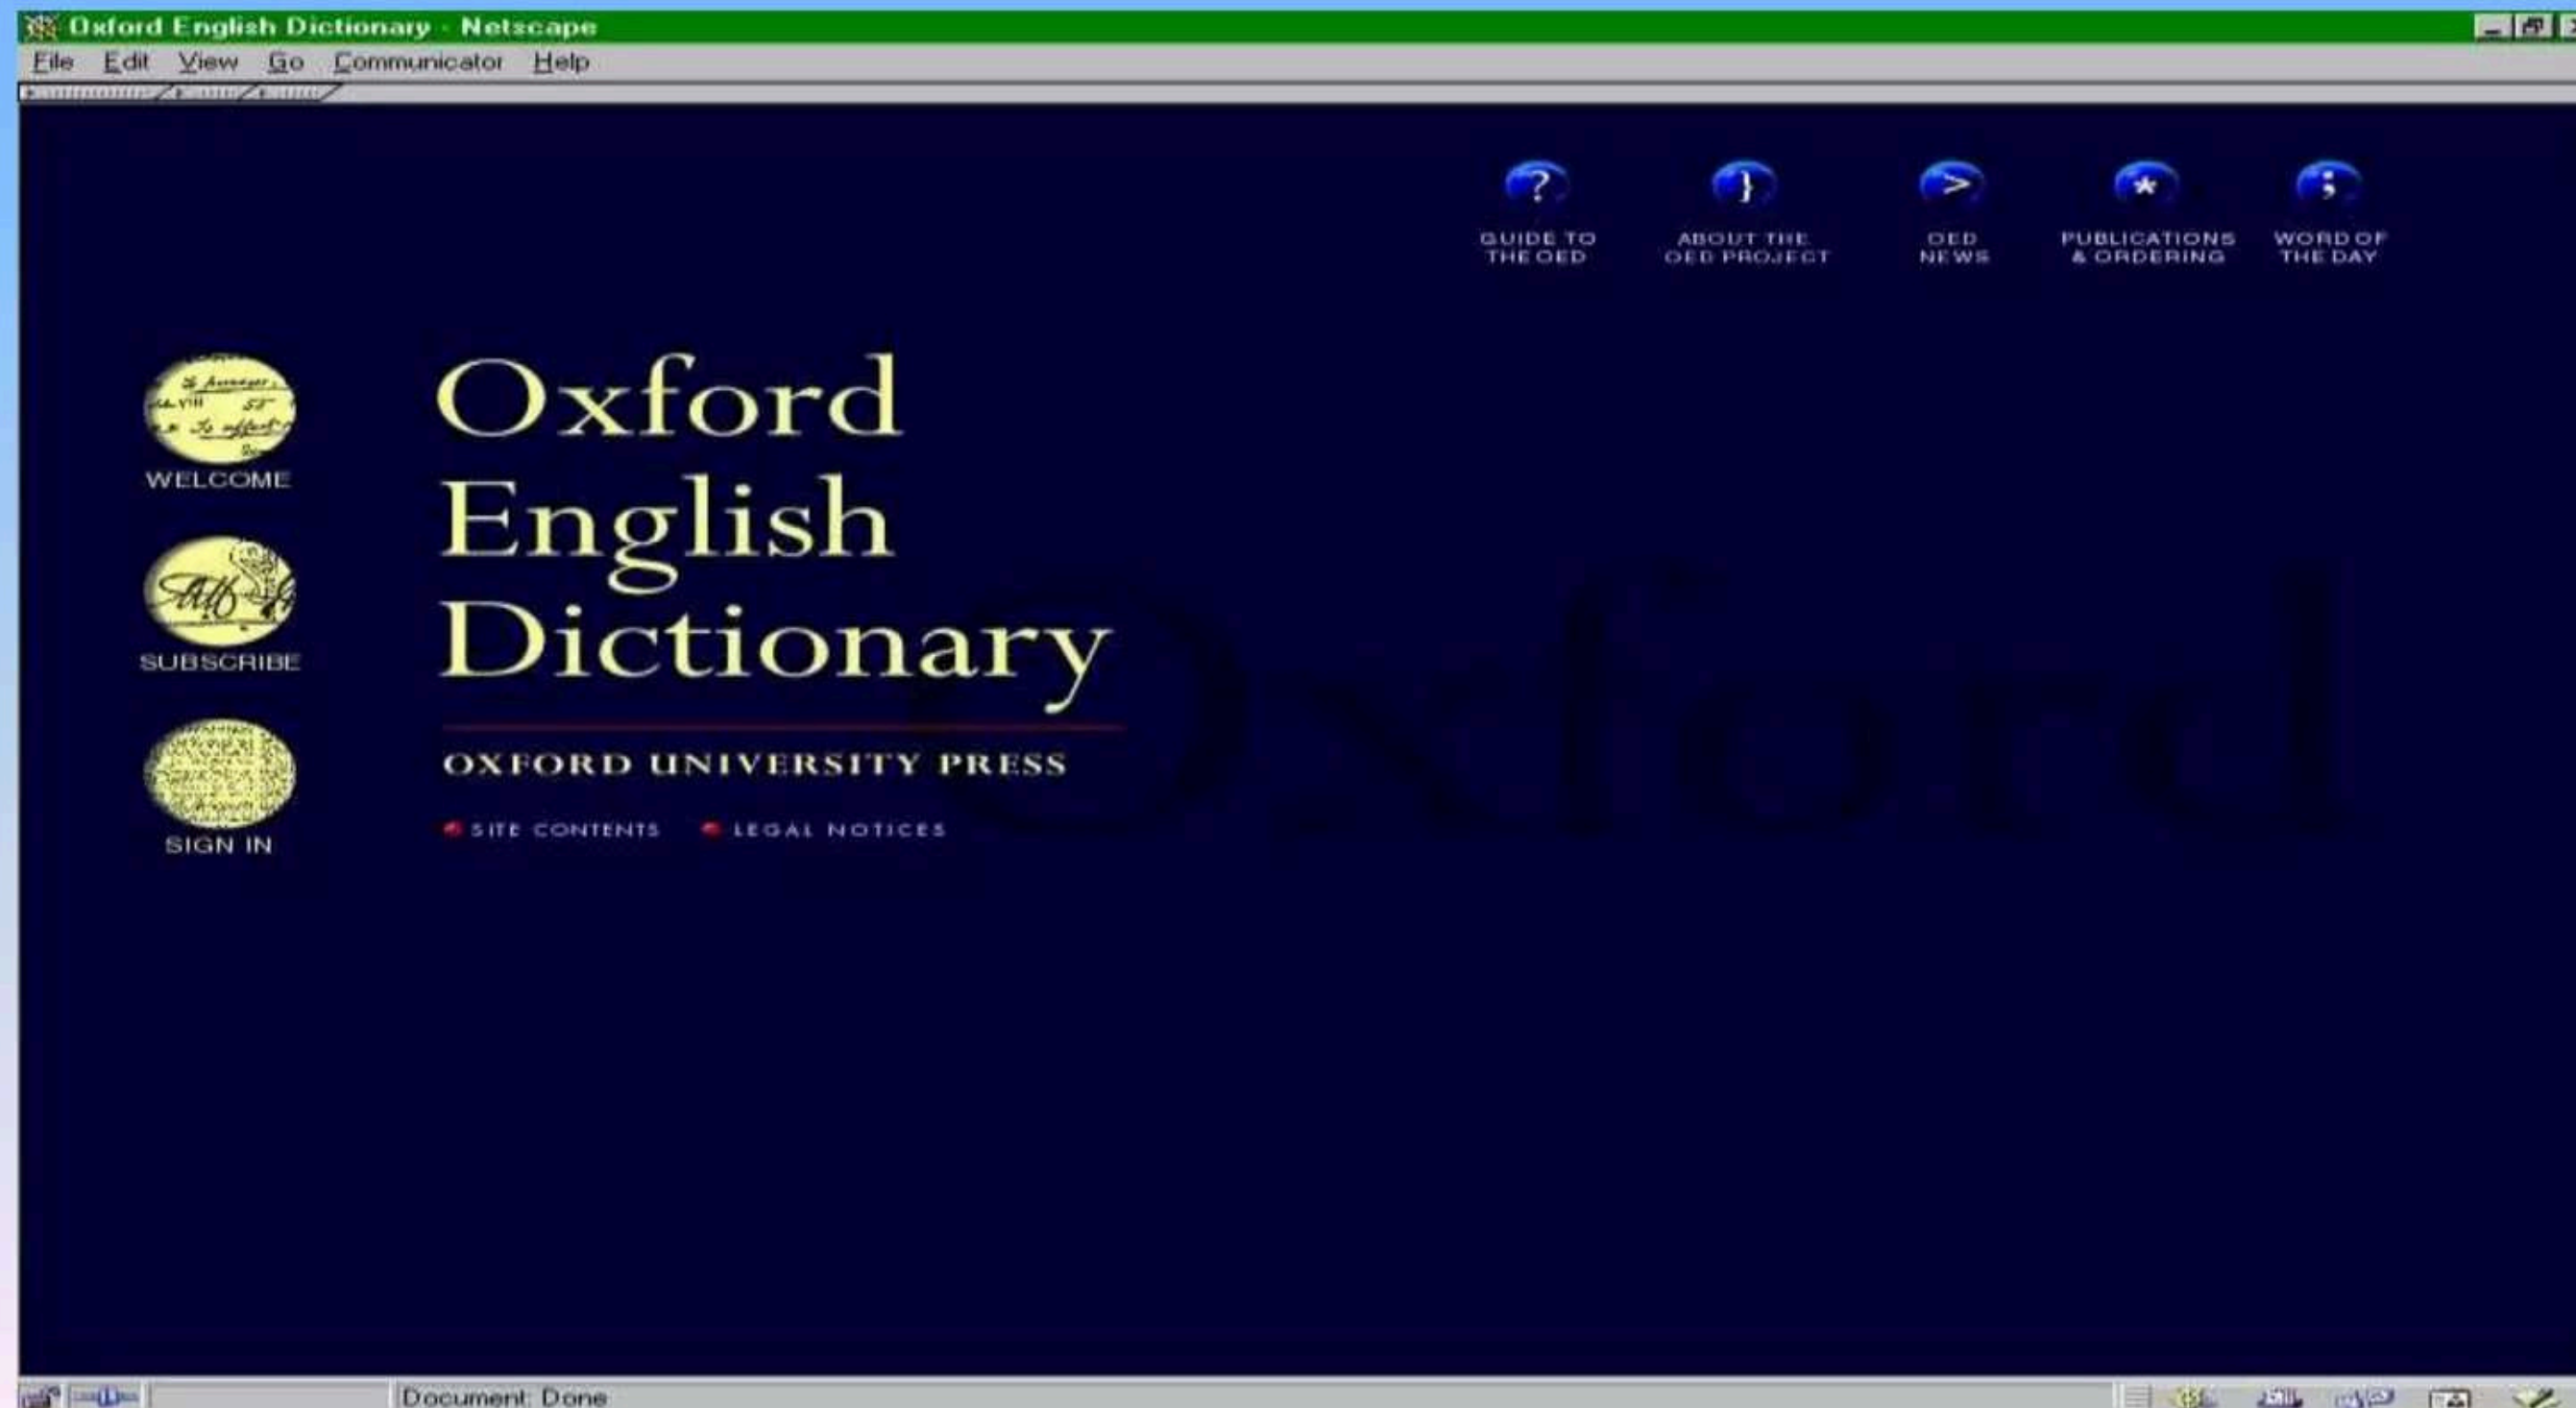 Oxford English Dictionary - Netscape
File Edit View Go Communicator Help
? } > * ;
GUIDE TO THE OED
ABOUT THE OED PROJECT
OED NEWS
PUBLICATIONS & ORDERING
WORD OF THE DAY
WELCOME
SUBSCRIBE
SIGN IN
Oxford
English
Dictionary
OXFORD UNIVERSITY PRESS
SITE CONTENTS LEGAL NOTICES
Oxford
Document: Done